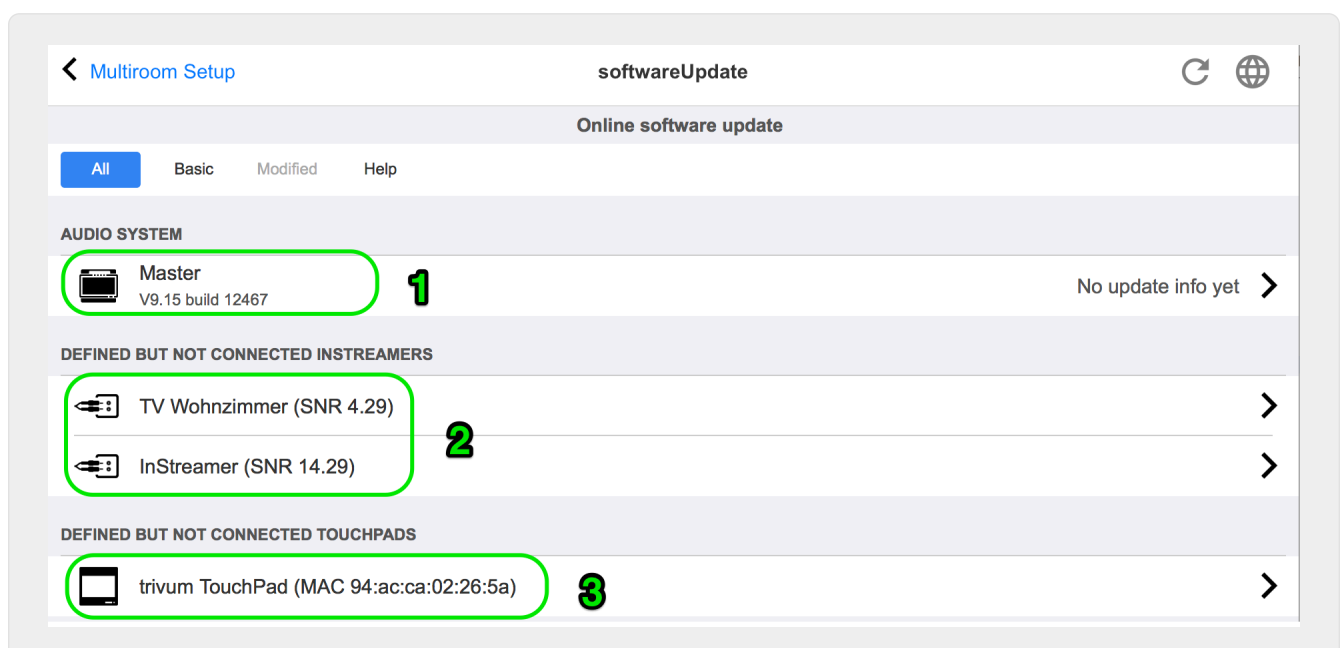 Multiroom Setup
softwareUpdate
Online software update
All Basic Modified Help
AUDIO SYSTEM
Master
V9.15 build 12467
1
No update info yet
DEFINED BUT NOT CONNECTED INSTREAMERS
TV Wohnzimmer (SNR 4.29)
2
InStreamer (SNR 14.29)
DEFINED BUT NOT CONNECTED TOUCHPADS
trivum TouchPad (MAC 94:ac:ca:02:26:5a)
3